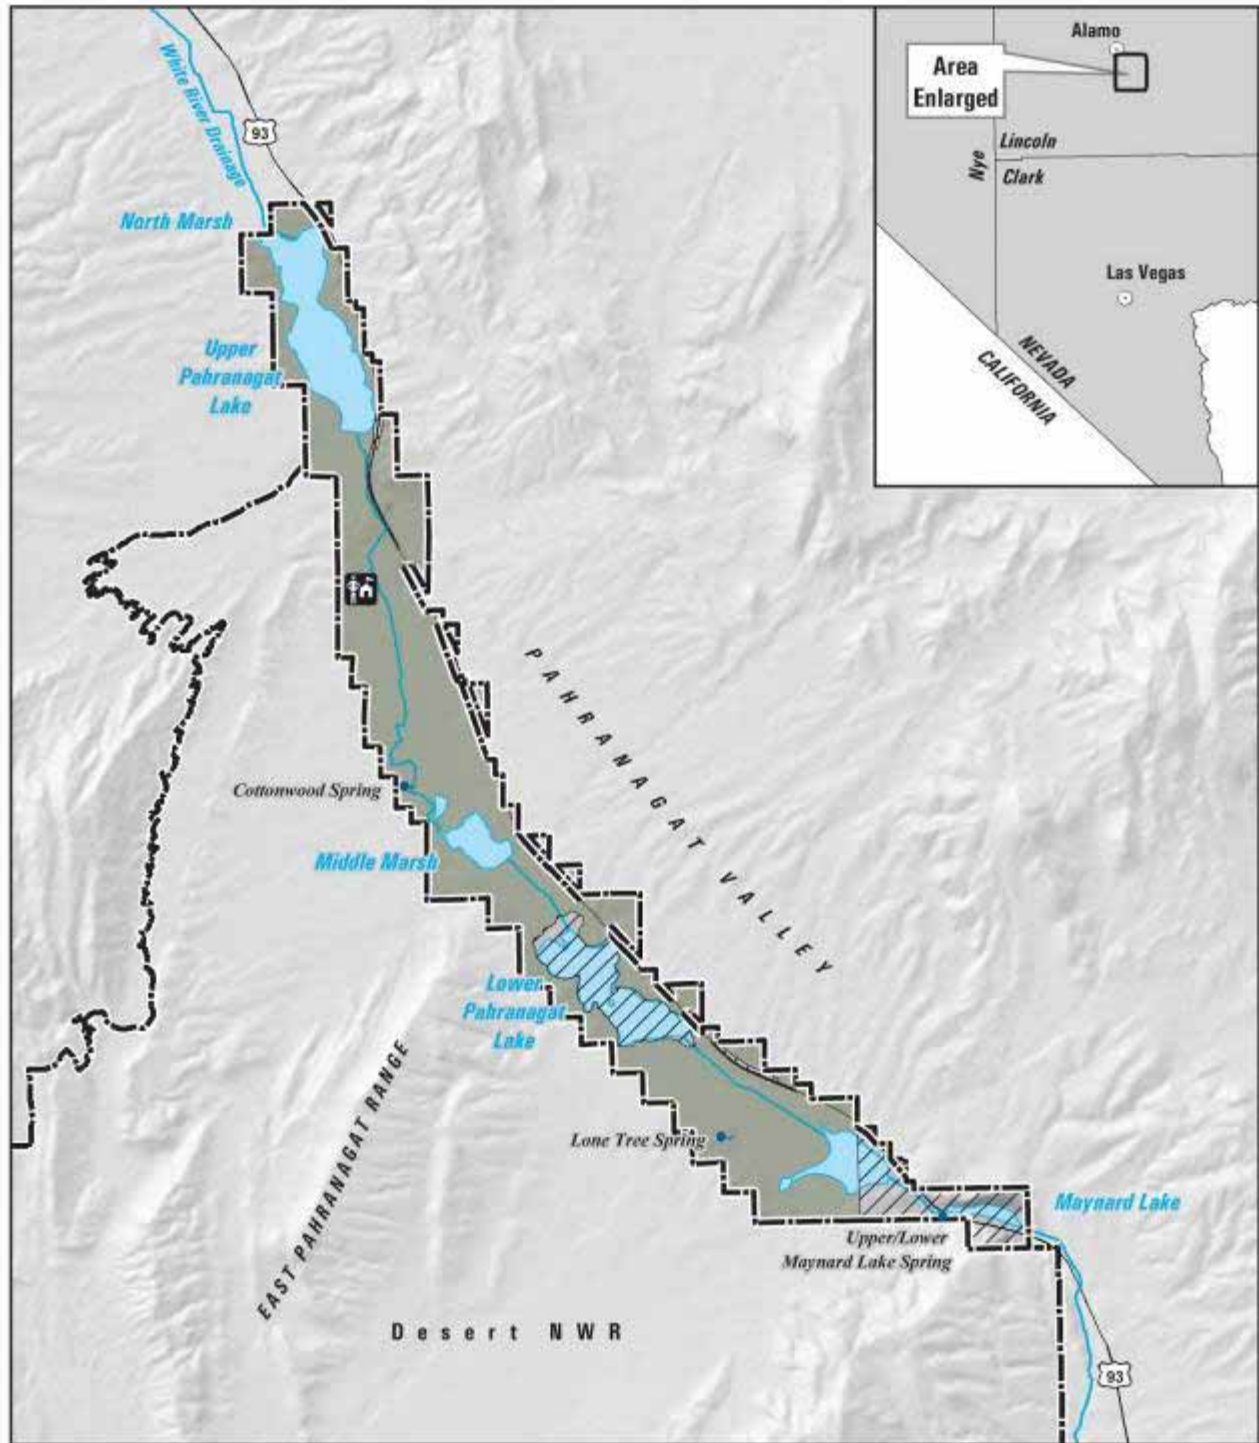 White River Drainage
93
North Marsh
Upper
Pahranagat
Lake
Alamo
Area
Enlarged
Lincoln
Nye
Clark
Las Vegas
NEVADA
CALIFORNIA
PAHRANAGAT VALLEY
Cottonwood Spring
Middle Marsh
Lower
Pahranagat
Lake
EAST PAHRANAGAT RANGE
Lone Tree Spring
Maynard Lake
Upper/Lower
Maynard Lake Spring
Desert NWR
93